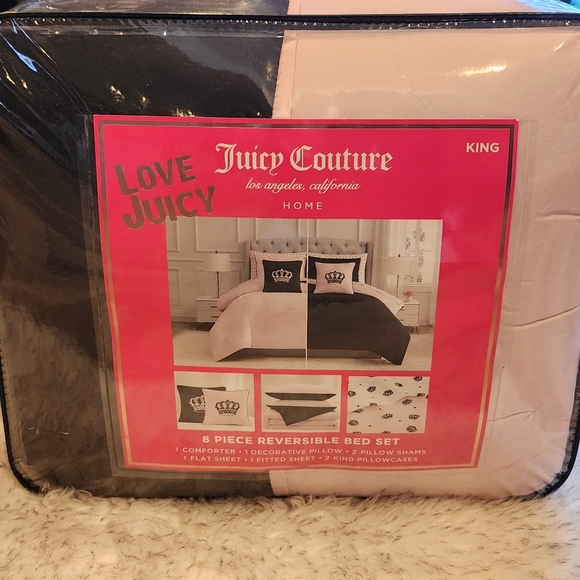 KING
LOVE
JUICY
Juicy Couture
los angeles, california
HOME
8 PIECE REVERSIBLE BED SET
1 COMFORTER • 1 DECORATIVE PILLOW • 2 PILLOW SHAMS
1 FLAT SHEET • 1 FITTED SHEET • 2 KING PILLOWCASES